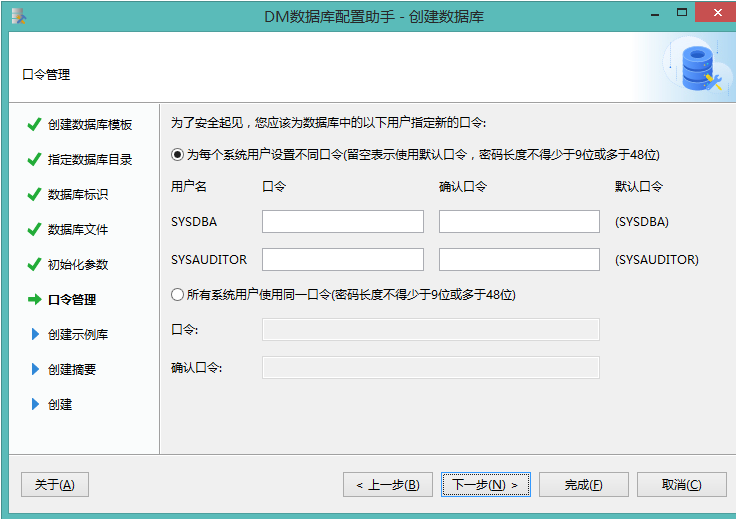 DM数据库配置助手 - 创建数据库
口令管理
创建数据库模板
指定数据库目录
数据库标识
数据库文件
初始化参数
口令管理
创建示例库
创建摘要
创建
为了安全起见，您应该为数据库中的以下用户指定新的口令:
为每个系统用户设置不同口令(留空表示使用默认口令，密码长度不得少于9位或多于48位)
用户名 口令 确认口令 默认口令
SYSDBA (SYSDBA)
SYSAUDITOR (SYSAUDITOR)
所有系统用户使用同一口令(密码长度不得少于9位或多于48位)
口令:
确认口令:
关于(A) < 上一步(B) 下一步(N) > 完成(F) 取消(C)